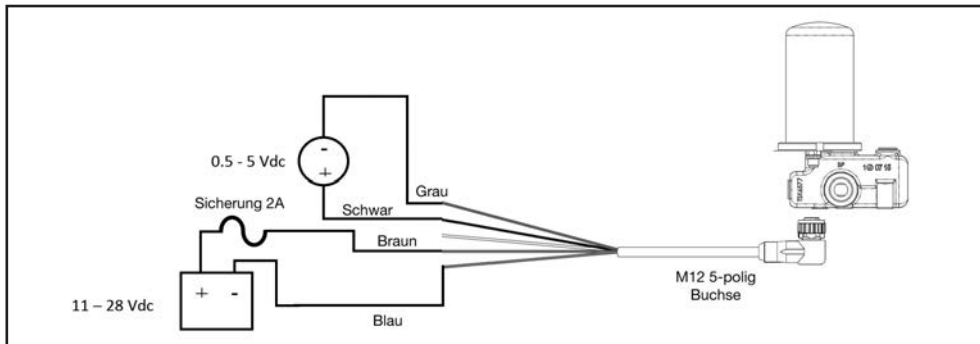 0.5 - 5 Vdc
-
+
Grau
Sicherung 2A
Schwar
Braun
+ -
11 – 28 Vdc
Blau
M12 5-polig
Buchse